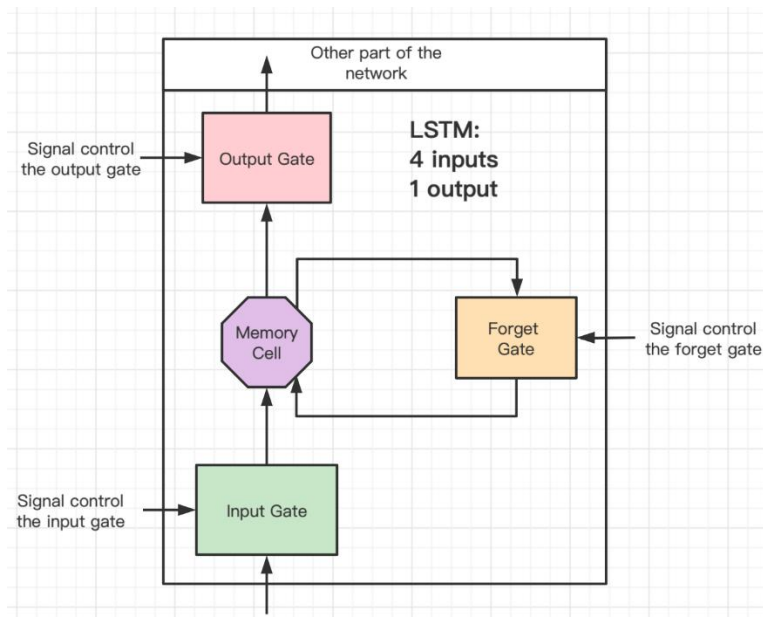 Other part of the
network
LSTM:
4 inputs
1 output
Signal control
the output gate
Output Gate
Memory
Cell
Forget
Gate
Signal control
the forget gate
Signal control
the input gate
Input Gate